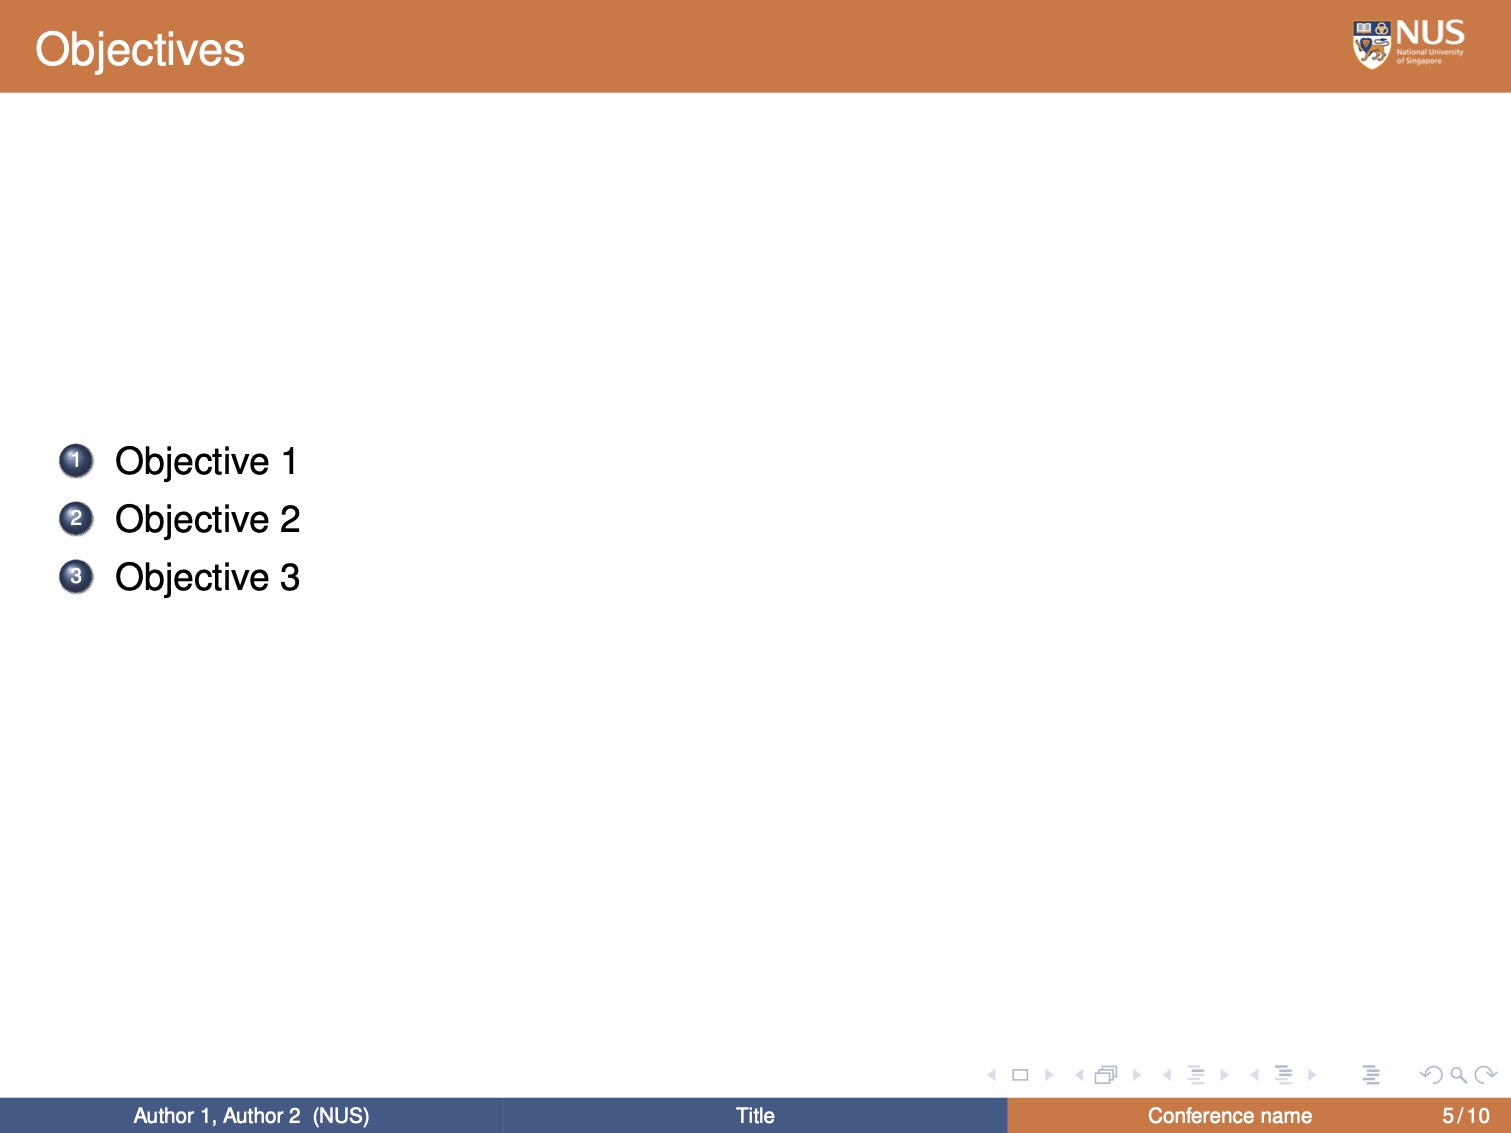 Objectives
NUS
National University
of Singapore
1 Objective 1
2 Objective 2
3 Objective 3
Author 1, Author 2 (NUS)
Title
Conference name
5 / 10